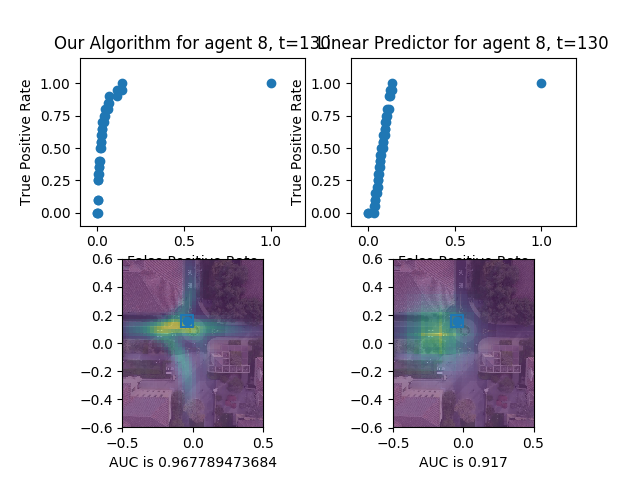 Our Algorithm for agent 8, t=130
Linear Predictor for agent 8, t=130
True Positive Rate
1.00
0.75
0.50
0.25
0.00
0.0 0.5 1.0
False Positive Rate
True Positive Rate
1.00
0.75
0.50
0.25
0.00
0.0 0.5 1.0
False Positive Rate
0.6
0.4
0.2
0.0
−0.2
−0.4
−0.6
−0.5 0.0 0.5
AUC is 0.967789473684
0.6
0.4
0.2
0.0
−0.2
−0.4
−0.6
−0.5 0.0 0.5
AUC is 0.917